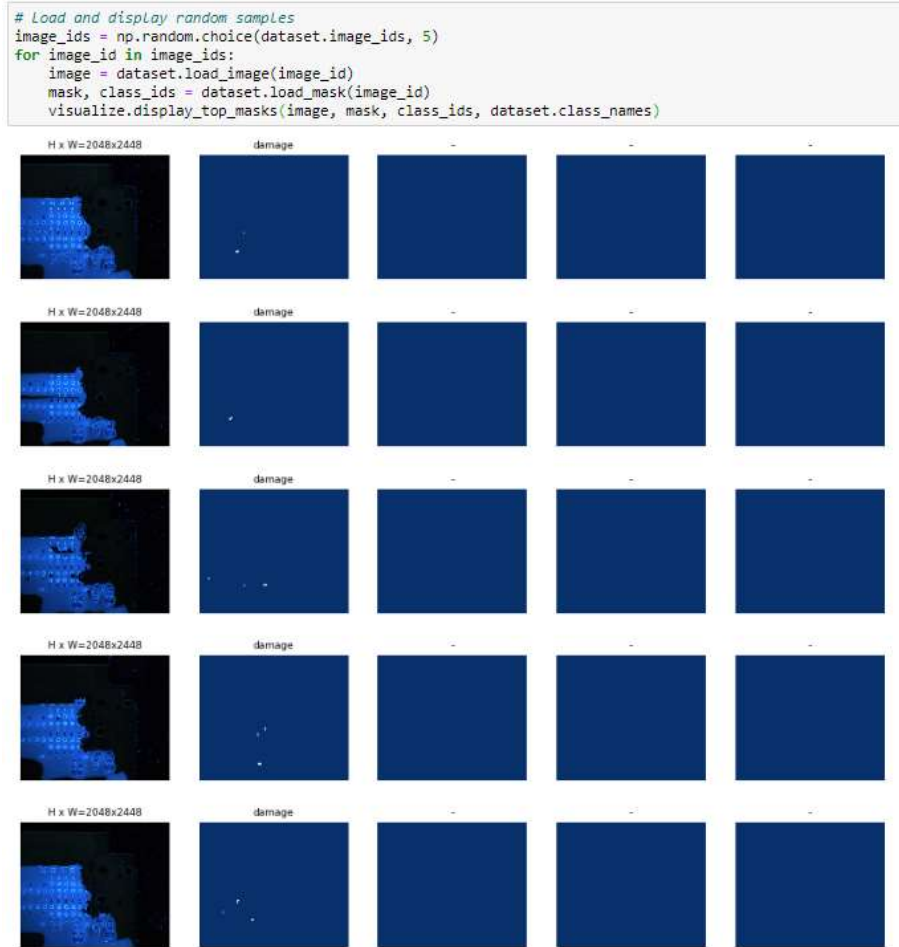 # Load and display random samples
image_ids = np.random.choice(dataset.image_ids, 5)
for image_id in image_ids:
    image = dataset.load_image(image_id)
    mask, class_ids = dataset.load_mask(image_id)
    visualize.display_top_masks(image, mask, class_ids, dataset.class_names)
H x W=2048x2448 damage - - -
H x W=2048x2448 damage - - -
H x W=2048x2448 damage - - -
H x W=2048x2448 damage - - -
H x W=2048x2448 damage - - -